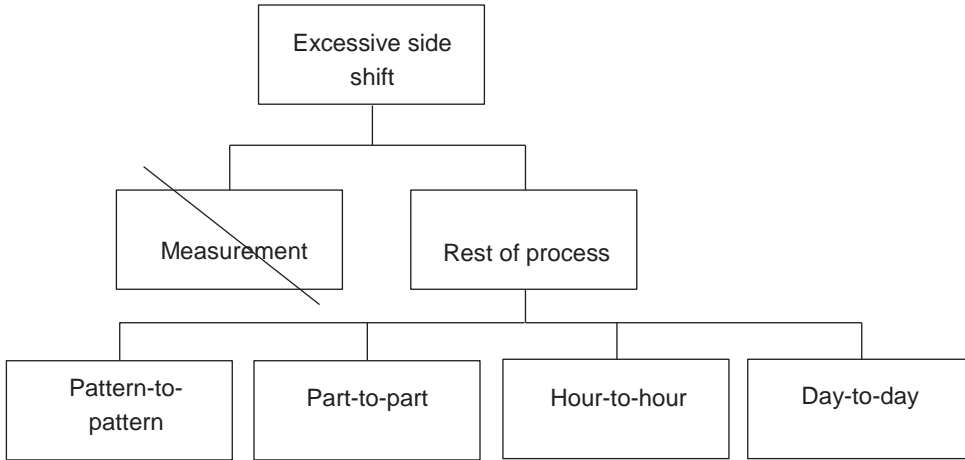 Excessive side
shift
Measurement
Rest of process
Pattern-to-
pattern
Part-to-part
Hour-to-hour
Day-to-day